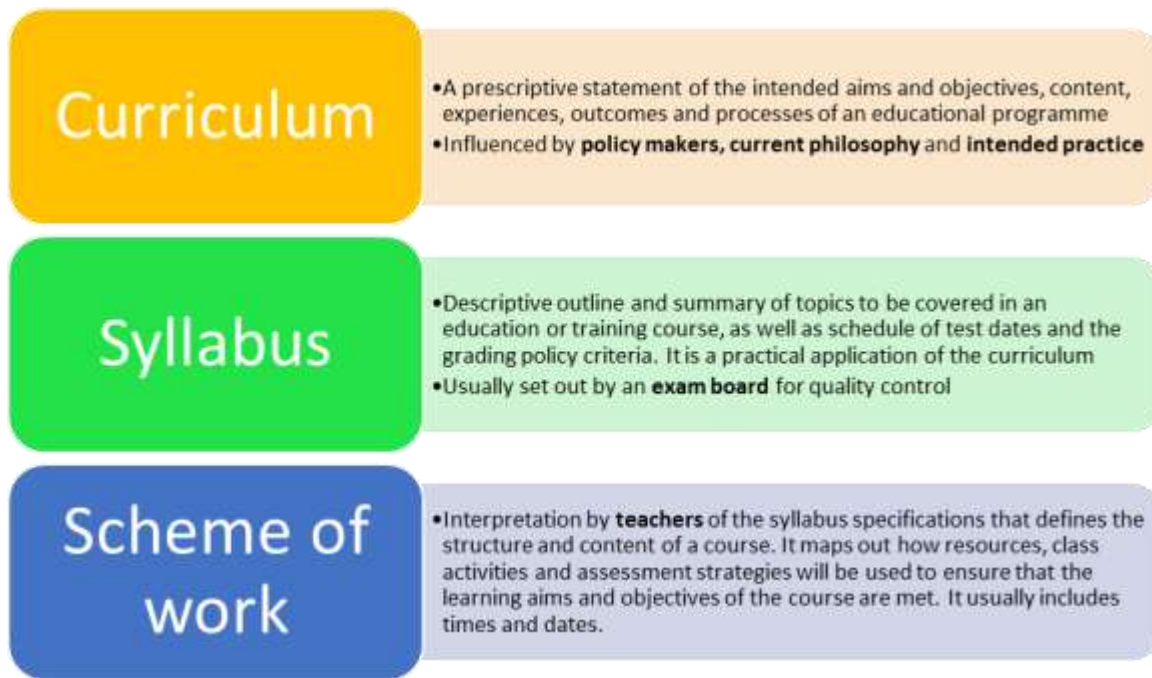 Curriculum
•A prescriptive statement of the intended aims and objectives, content,
experiences, outcomes and processes of an educational programme
•Influenced by policy makers, current philosophy and intended practice
Syllabus
•Descriptive outline and summary of topics to be covered in an
education or training course, as well as schedule of test dates and the
grading policy criteria. It is a practical application of the curriculum
•Usually set out by an exam board for quality control
Scheme of
work
•Interpretation by teachers of the syllabus specifications that defines the
structure and content of a course. It maps out how resources, class
activities and assessment strategies will be used to ensure that the
learning aims and objectives of the course are met. It usually includes
times and dates.